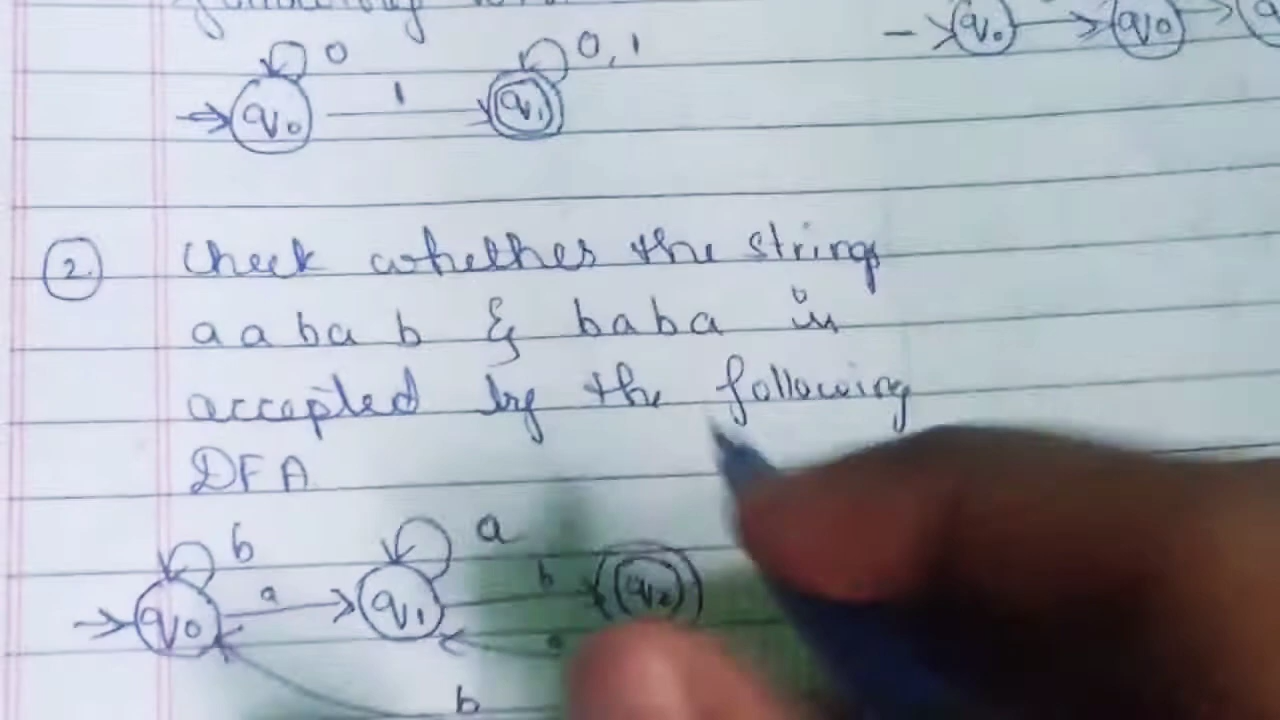 0 0,1
q0 1 q1
q0 q0
2. Check whether the strings
aabab & baba is
accepted by the following
DFA
b a
q0 a q1 b q2
a
b